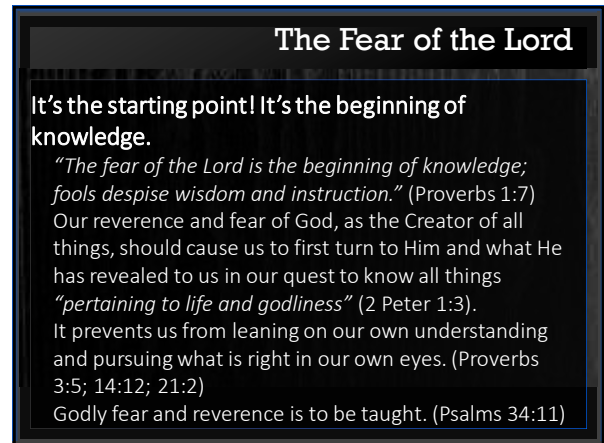 The Fear of the Lord
It’s the starting point! It’s the beginning of
knowledge.
“The fear of the Lord is the beginning of knowledge;
fools despise wisdom and instruction.” (Proverbs 1:7)
Our reverence and fear of God, as the Creator of all
things, should cause us to first turn to Him and what He
has revealed to us in our quest to know all things
“pertaining to life and godliness” (2 Peter 1:3).
It prevents us from leaning on our own understanding
and pursuing what is right in our own eyes. (Proverbs
3:5; 14:12; 21:2)
Godly fear and reverence is to be taught. (Psalms 34:11)